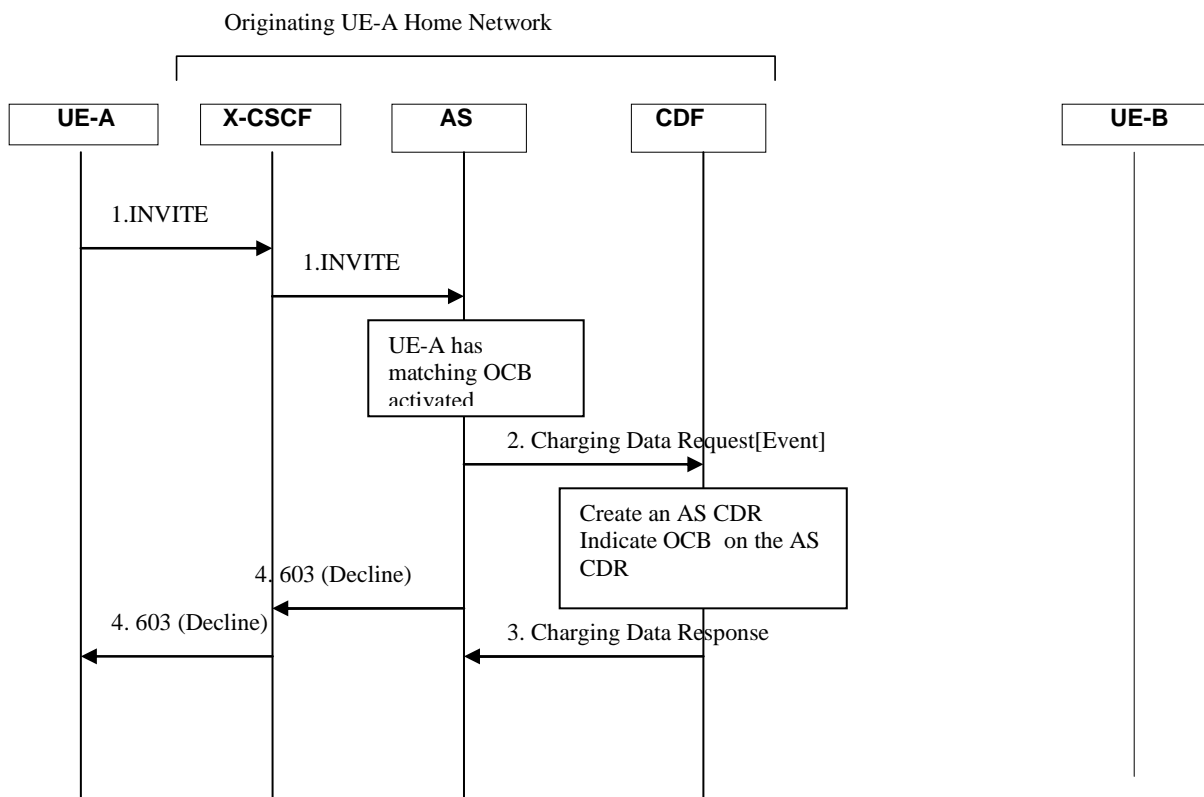 Originating UE-A Home Network
UE-A
X-CSCF
AS
CDF
UE-B
1.INVITE
1.INVITE
UE-A has
matching OCB
activated
2. Charging Data Request[Event]
Create an AS CDR
Indicate OCB on the AS
CDR
4. 603 (Decline)
4. 603 (Decline)
3. Charging Data Response